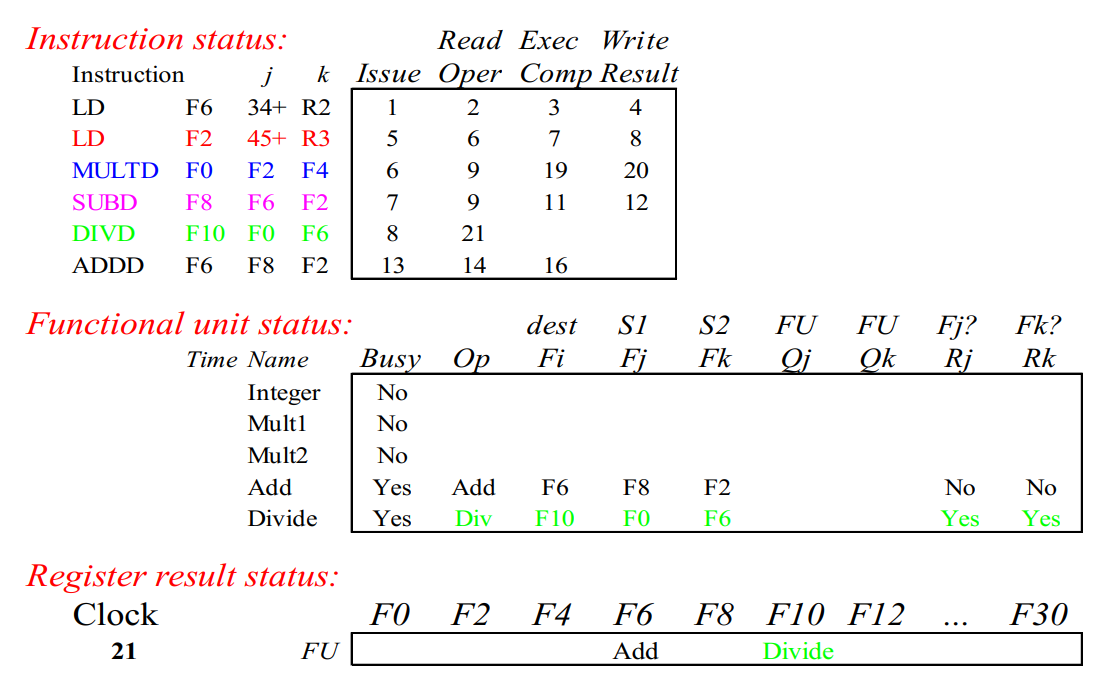 Instruction status: Read Exec Write
Instruction j k Issue Oper Comp Result
LD F6 34+ R2 1 2 3 4
LD F2 45+ R3 5 6 7 8
MULTD F0 F2 F4 6 9 19 20
SUBD F8 F6 F2 7 9 11 12
DIVD F10 F0 F6 8 21
ADDD F6 F8 F2 13 14 16
Functional unit status: dest S1 S2 FU FU Fj? Fk?
Time Name Busy Op Fi Fj Fk Qj Qk Rj Rk
Integer No
Mult1 No
Mult2 No
Add Yes Add F6 F8 F2 No No
Divide Yes Div F10 F0 F6 Yes Yes
Register result status:
Clock F0 F2 F4 F6 F8 F10 F12 ... F30
21 FU Add Divide